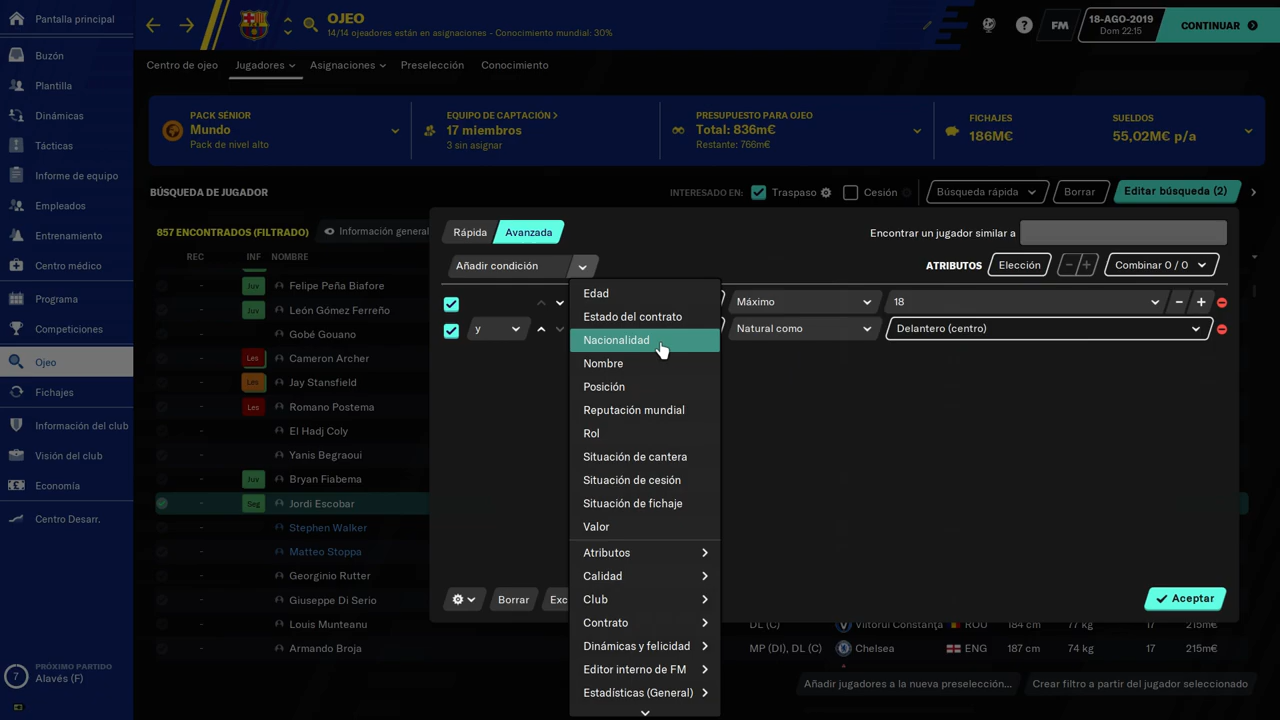 Pantalla principal
Buzón
Plantilla
Dinámicas
Tácticas
Informe de equipo
Empleados
Entrenamiento
Centro médico
Programa
Competiciones
Ojeo
Fichajes
Información del club
Visión del club
Economía
Centro Desarr.
PRÓXIMO PARTIDO
7 Alavés (F)
OJEO
14/14 ojeadores están en asignaciones - Conocimiento mundial: 30%
?
FM
18-AGO-2019
Dom 22:15
CONTINUAR
Centro de ojeo Jugadores Asignaciones Preselección Conocimiento
PACK SÉNIOR
Mundo
Pack de nivel alto
EQUIPO DE CAPTACIÓN >
17 miembros
3 sin asignar
PRESUPUESTO PARA OJEO
Total: 836m€
Restante: 766m€
FICHAJES
186M€
SUELDOS
55,02M€ p/a
BÚSQUEDA DE JUGADOR
INTERESADO EN: Traspaso Cesión Búsqueda rápida Borrar Editar búsqueda (2)
857 ENCONTRADOS (FILTRADO) Información general
REC INF NOMBRE
- Juv Felipe Peña Biafore
- Juv León Gómez Ferreño
- Gobé Gouano
- Les Cameron Archer
- Les Jay Stansfield
- Les Romano Postema
- El Hadj Coly
- Yanis Begraoui
- Juv Bryan Fiabema
- Seg Jordi Escobar
- Stephen Walker
- Matteo Stoppa
- Georginio Rutter
- Giuseppe Di Serio
- Louis Munteanu
- Armando Broja
Rápida Avanzada
Encontrar un jugador similar a
Añadir condición
ATRIBUTOS Elección -/+ Combinar 0 / 0
Máximo 18 - +
y Natural como Delantero (centro)
Edad
Estado del contrato
Nacionalidad
Nombre
Posición
Reputación mundial
Rol
Situación de cantera
Situación de cesión
Situación de fichaje
Valor
Atributos
Calidad
Club
Contrato
Dinámicas y felicidad
Editor interno de FM
Estadísticas (General)
Borrar Exc
Aceptar
DL (C) Viitorul Constanța ROU 184 cm 77 kg 17 215m€
MP (DI), DL (C) Chelsea ENG 187 cm 74 kg 17 215m€
Añadir jugadores a la nueva preselección... Crear filtro a partir del jugador seleccionado